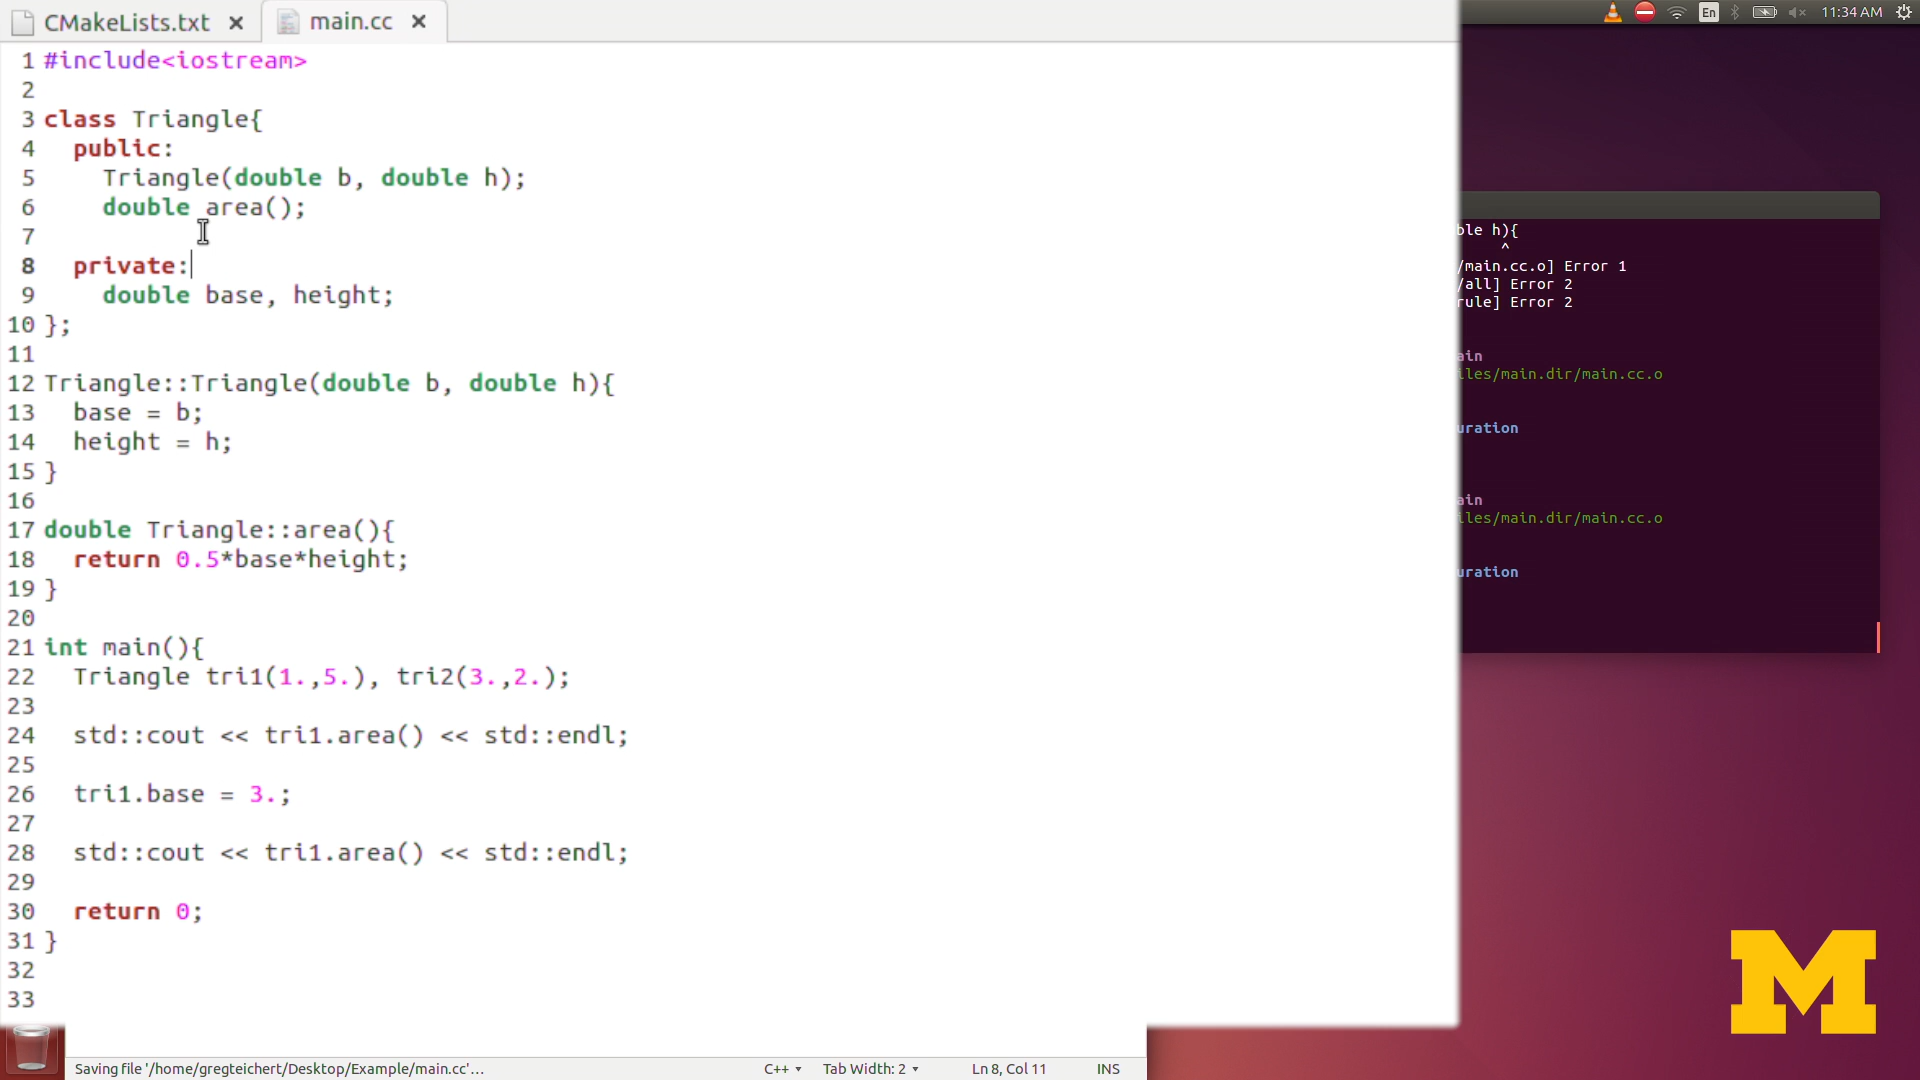 CMakeLists.txt × main.cc ×
En 11:34 AM
1 #include<iostream>
2
3 class Triangle{
4 public:
5 Triangle(double b, double h);
6 double area();
7
8 private:
9 double base, height;
10 };
11
12 Triangle::Triangle(double b, double h){
13 base = b;
14 height = h;
15 }
16
17 double Triangle::area(){
18 return 0.5*base*height;
19 }
20
21 int main(){
22 Triangle tri1(1.,5.), tri2(3.,2.);
23
24 std::cout << tri1.area() << std::endl;
25
26 tri1.base = 3.;
27
28 std::cout << tri1.area() << std::endl;
29
30 return 0;
31 }
32
33
ble h){
^
/main.cc.o] Error 1
/all] Error 2
rule] Error 2
ain
iles/main.dir/main.cc.o
uration
ain
iles/main.dir/main.cc.o
uration
M
Saving file '/home/gregteichert/Desktop/Example/main.cc'... C++ Tab Width: 2 Ln 8, Col 11 INS